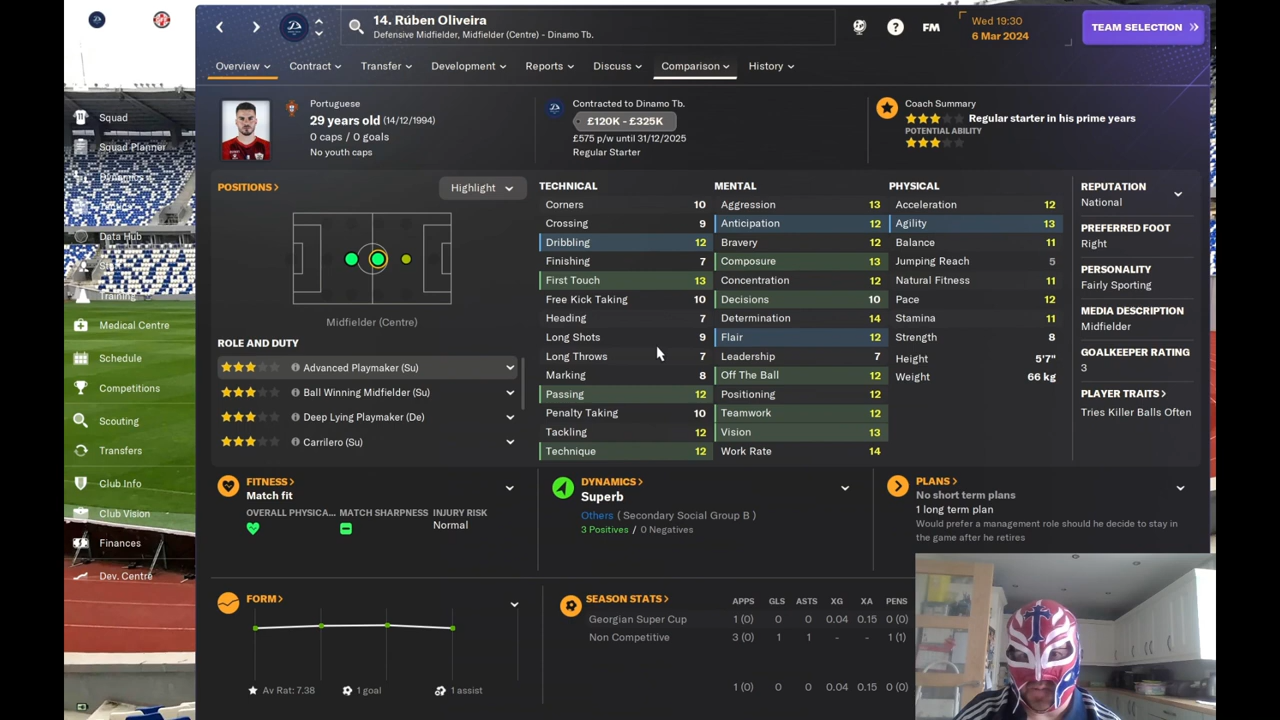 14. Rúben Oliveira
Defensive Midfielder, Midfielder (Centre) - Dinamo Tb.
?
FM
Wed 19:30
6 Mar 2024
TEAM SELECTION
Overview
Contract
Transfer
Development
Reports
Discuss
Comparison
History
Squad
Squad Planner
Dynamics
Data Hub
Staff
Training
Medical Centre
Schedule
Competitions
Scouting
Transfers
Club Info
Club Vision
Finances
Dev. Centre
Portuguese
29 years old (14/12/1994)
0 caps / 0 goals
No youth caps
Contracted to Dinamo Tb.
£120K - £325K
£575 p/w until 31/12/2025
Regular Starter
Coach Summary
Regular starter in his prime years
POTENTIAL ABILITY
POSITIONS >
Highlight
Midfielder (Centre)
ROLE AND DUTY
Advanced Playmaker (Su)
Ball Winning Midfielder (Su)
Deep Lying Playmaker (De)
Carrilero (Su)
TECHNICAL
Corners 10
Crossing 9
Dribbling 12
Finishing 7
First Touch 13
Free Kick Taking 10
Heading 7
Long Shots 9
Long Throws 7
Marking 8
Passing 12
Penalty Taking 10
Tackling 12
Technique 12
MENTAL
Aggression 13
Anticipation 12
Bravery 12
Composure 13
Concentration 12
Decisions 10
Determination 14
Flair 12
Leadership 7
Off The Ball 12
Positioning 12
Teamwork 12
Vision 13
Work Rate 14
PHYSICAL
Acceleration 12
Agility 13
Balance 11
Jumping Reach 5
Natural Fitness 11
Pace 12
Stamina 11
Strength 8
Height 5'7"
Weight 66 kg
REPUTATION
National
PREFERRED FOOT
Right
PERSONALITY
Fairly Sporting
MEDIA DESCRIPTION
Midfielder
GOALKEEPER RATING
3
PLAYER TRAITS >
Tries Killer Balls Often
FITNESS >
Match fit
OVERALL PHYSICA... MATCH SHARPNESS INJURY RISK
Normal
DYNAMICS >
Superb
Others ( Secondary Social Group B )
3 Positives / 0 Negatives
PLANS >
No short term plans
1 long term plan
Would prefer a management role should he decide to stay in
the game after he retires
FORM >
Av Rat: 7.38 1 goal 1 assist
SEASON STATS > APPS GLS ASTS XG XA PENS
Georgian Super Cup 1 (0) 0 0 0.04 0.15 0 (0)
Non Competitive 3 (0) 1 1 - - 1 (1)
1 (0) 0 0 0.04 0.15 0 (0)